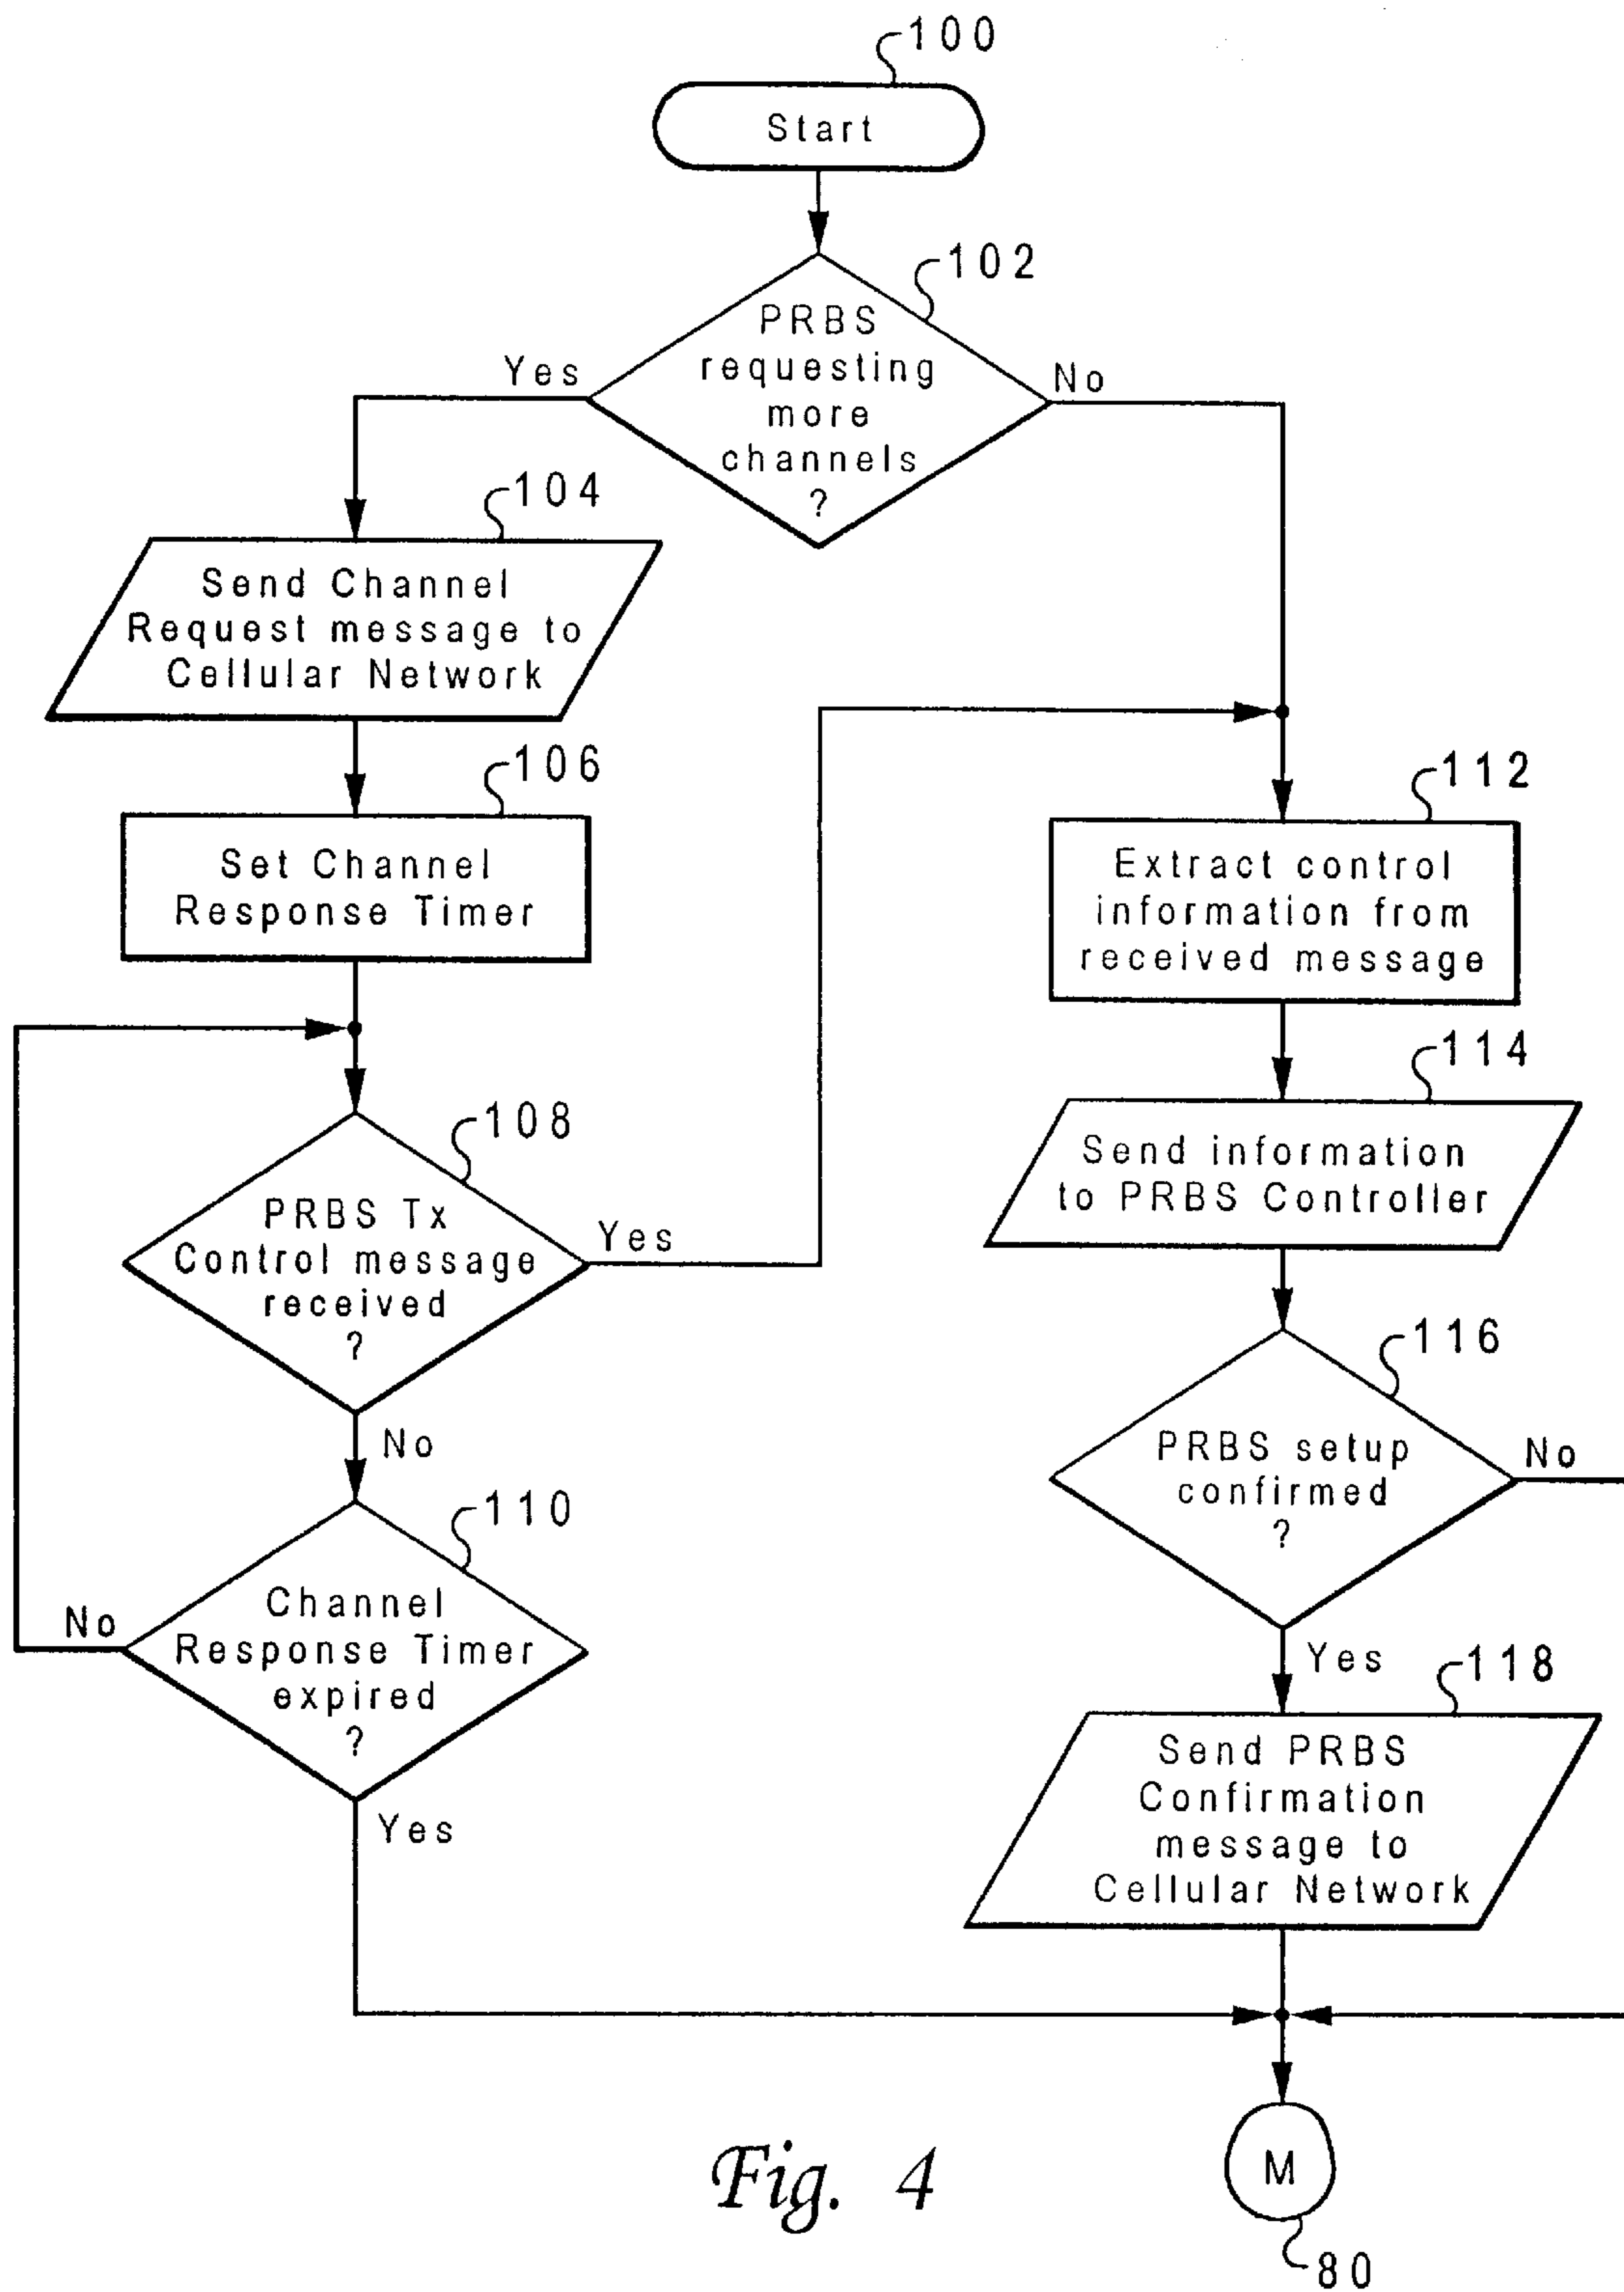 100
Start
102
PRBS
requesting
more
channels
?
Yes
No
104
Send Channel
Request message to
Cellular Network
106
Set Channel
Response Timer
108
PRBS Tx
Control message
received
?
Yes
No
110
Channel
Response Timer
expired
?
No
Yes
112
Extract control
information from
received message
114
Send information
to PRBS Controller
116
PRBS setup
confirmed
?
No
Yes
118
Send PRBS
Confirmation
message to
Cellular Network
M
80
Fig. 4